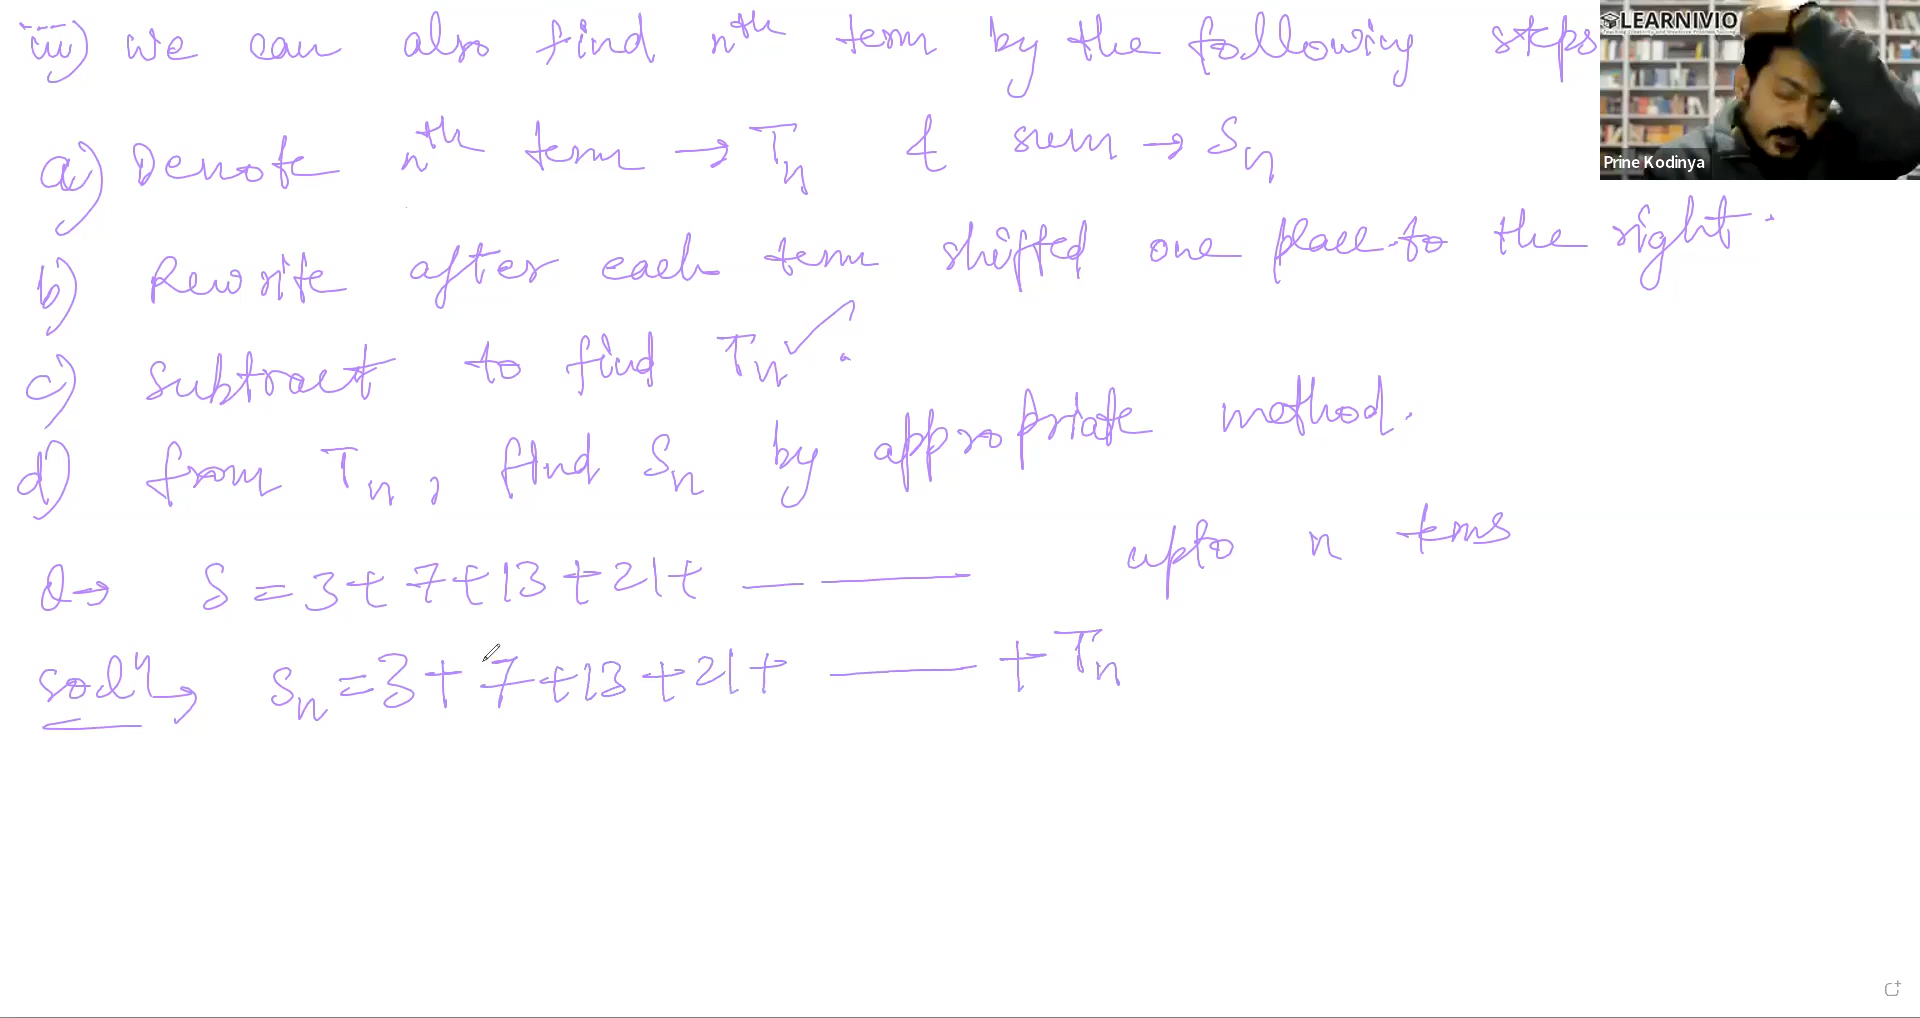 iii) We can also find nᵗʰ term by the following steps
LEARNIVIO
Prine Kodinya
a) Denote nᵗʰ term → Tₙ & sum → Sₙ
b) Rewrite after each term shifted one place to the right.
c) Subtract to find Tₙ✓.
d) from Tₙ, find Sₙ by appropriate method.
Q→ S = 3 + 7 + 13 + 21 + —— upto n tems
solⁿ→ Sₙ = 3 + 7 + 13 + 21 + —— + Tₙ